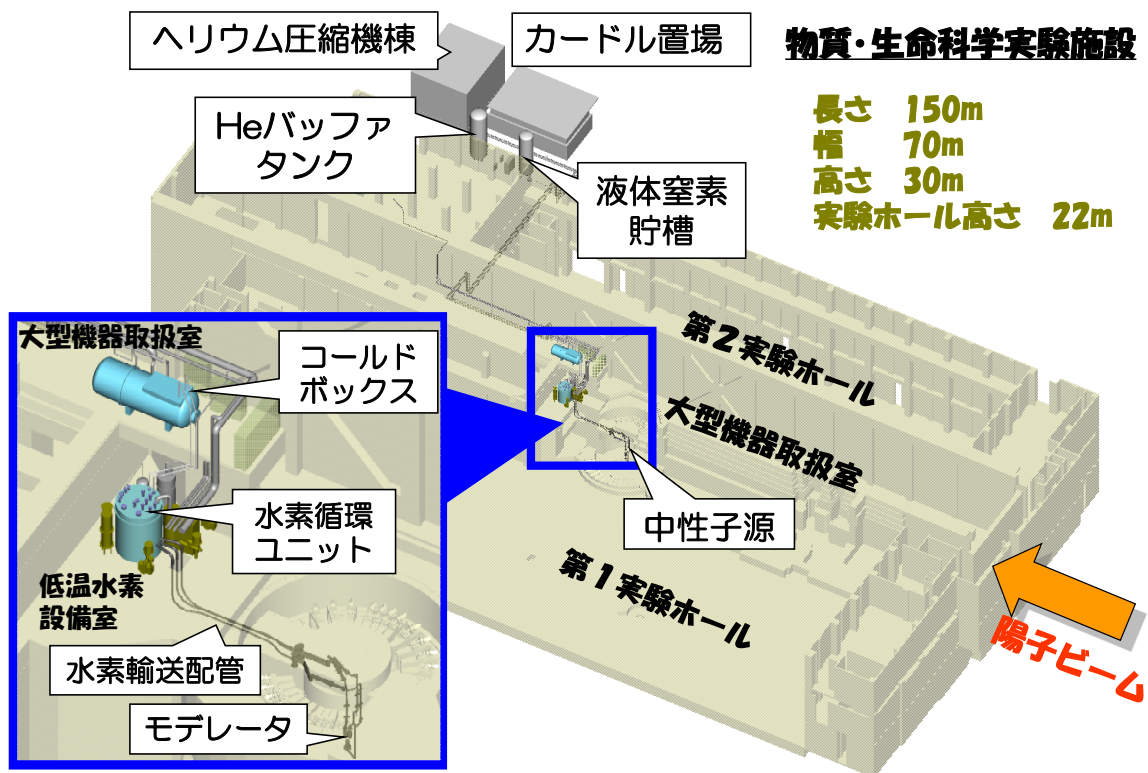 ヘリウム圧縮機棟
カードル置場
物質・生命科学実験施設
長さ 150m
幅 70m
高さ 30m
実験ホール高さ 22m
Heバッファ
タンク
液体窒素
貯槽
大型機器取扱室
コールド
ボックス
水素循環
ユニット
低温水素
設備室
水素輸送配管
モデレータ
第2実験ホール
大型機器取扱室
中性子源
第1実験ホール
陽子ビーム